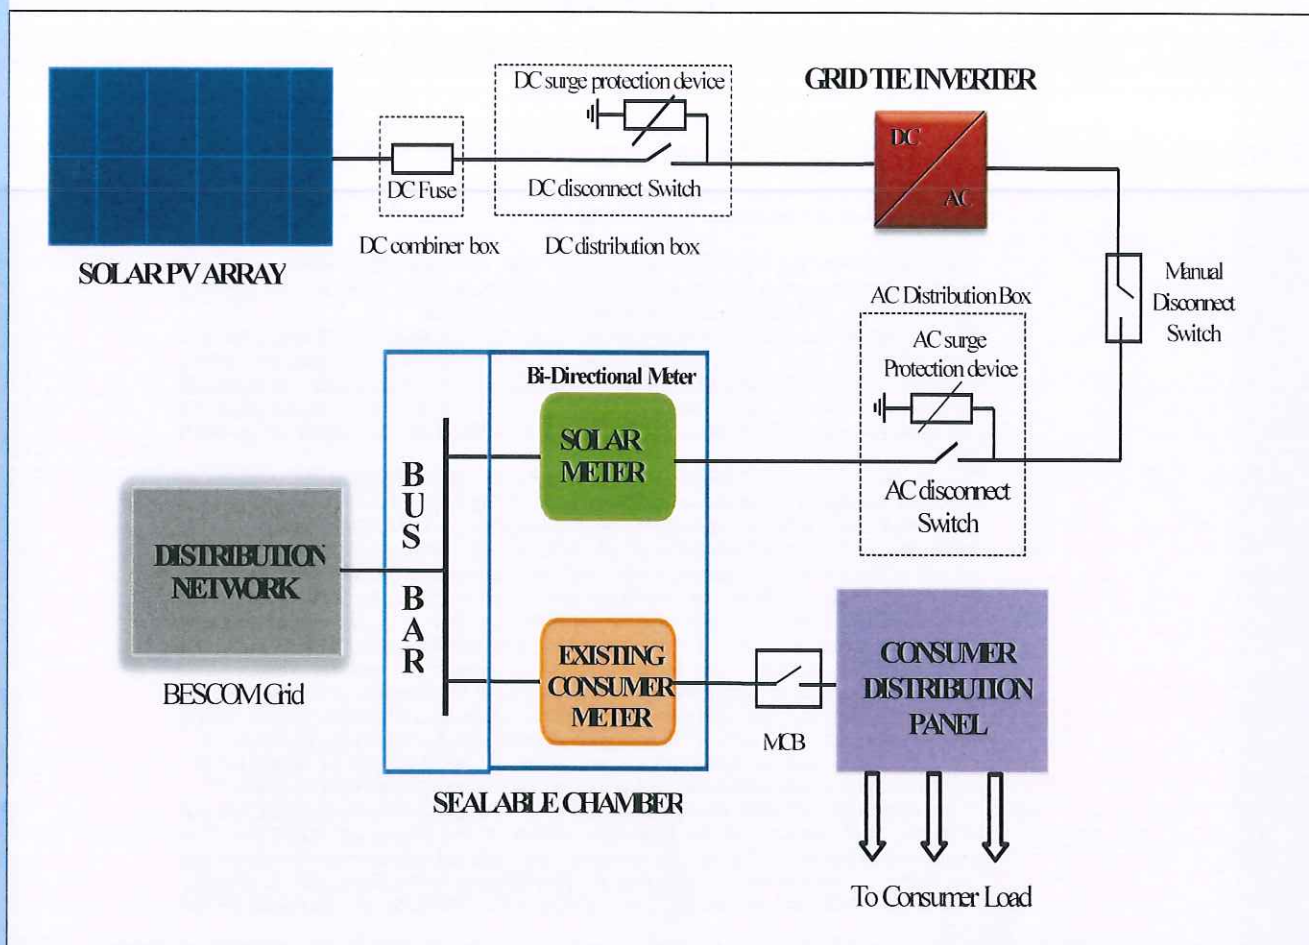 DC surge protection device
GRID TIE INVERTER
DC
AC
DC Fuse
DC disconnect Switch
DC combiner box
DC distribution box
SOLAR PV ARRAY
Manual
Disconnect
Switch
AC Distribution Box
AC surge
Protection device
AC disconnect
Switch
Bi-Directional Meter
SOLAR
METER
BUS BAR
DISTRIBUTION
NETWORK
BESCOM Grid
EXISTING
CONSUMER
METER
MCB
CONSUMER
DISTRIBUTION
PANEL
SEALABLE CHAMBER
To Consumer Load